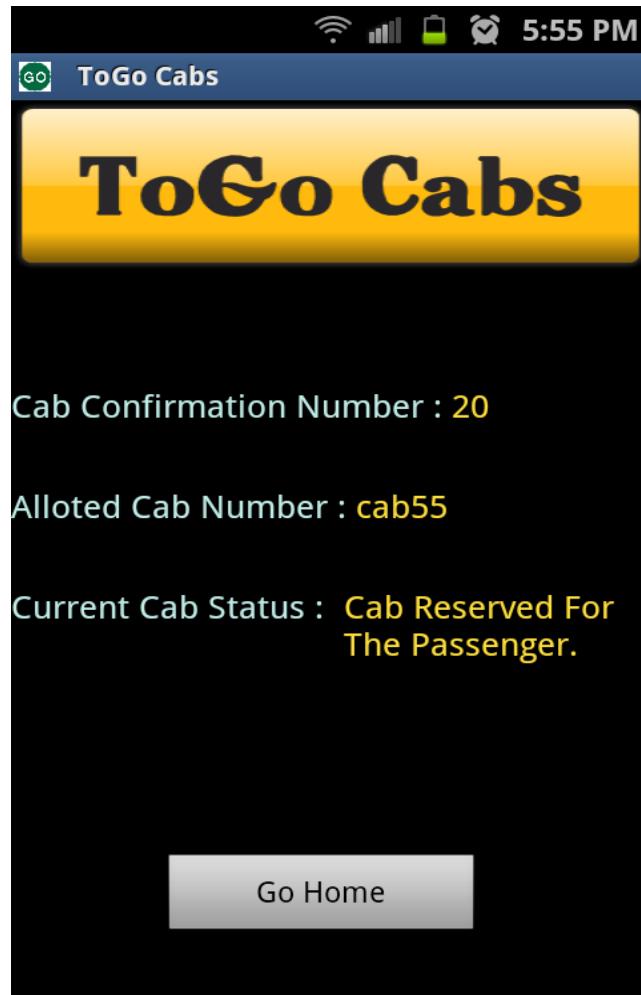 5:55 PM
GO ToGo Cabs
ToGo Cabs
Cab Confirmation Number : 20
Alloted Cab Number : cab55
Current Cab Status : Cab Reserved For
The Passenger.
Go Home